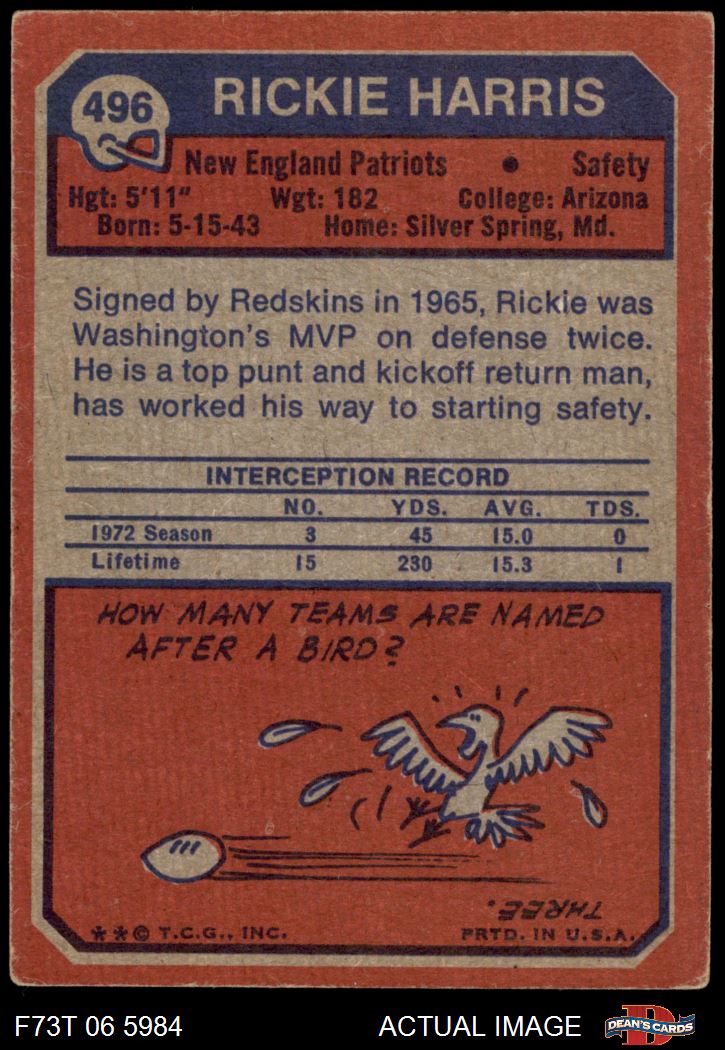 496
RICKIE HARRIS
New England Patriots • Safety
Hgt: 5'11" Wgt: 182 College: Arizona
Born: 5-15-43 Home: Silver Spring, Md.
Signed by Redskins in 1965, Rickie was
Washington's MVP on defense twice.
He is a top punt and kickoff return man,
has worked his way to starting safety.
INTERCEPTION RECORD
NO. YDS. AVG. TDS.
1972 Season 3 45 15.0 0
Lifetime 15 230 15.3 1
HOW MANY TEAMS ARE NAMED
AFTER A BIRD?
THREE.
**© T.C.G., INC. PRTD. IN U.S.A.
F73T 06 5984 ACTUAL IMAGE D DEAN'S CARDS